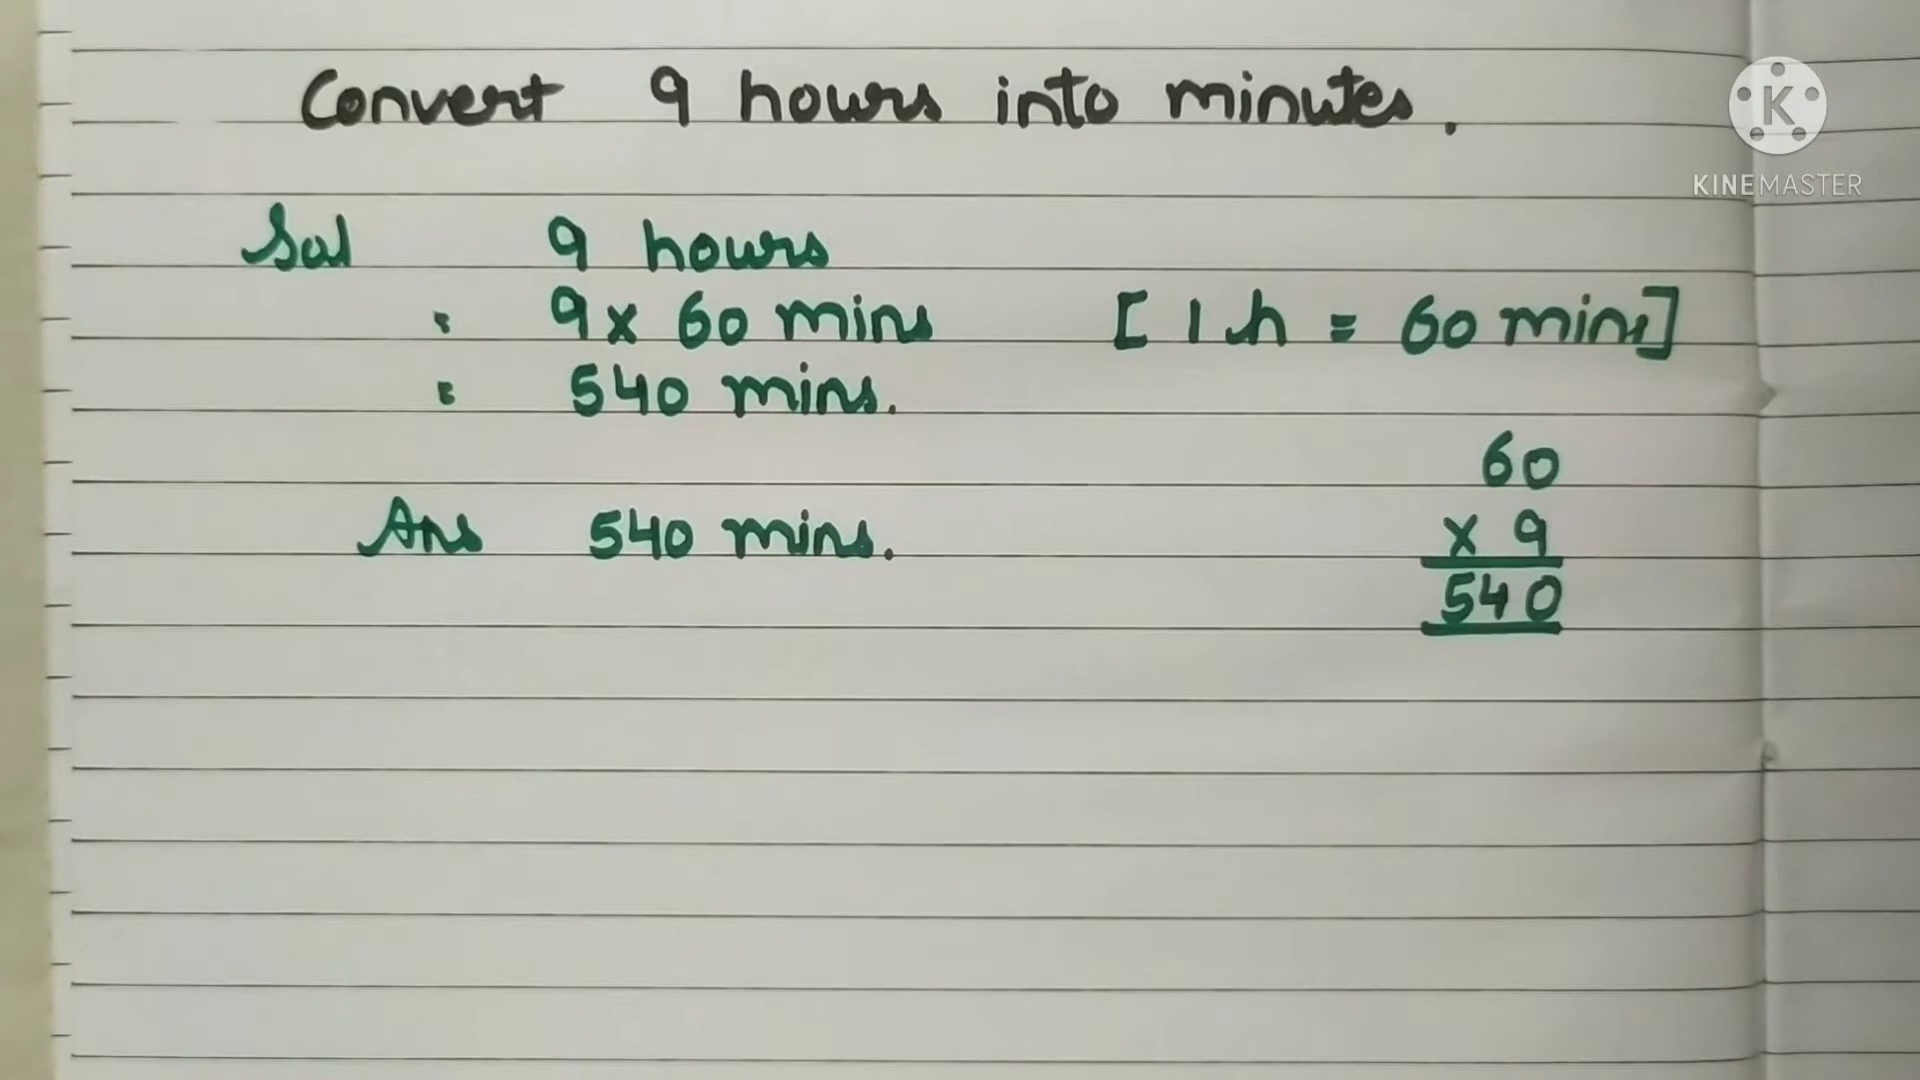 Convert 9 hours into minutes.
K
KINEMASTER
Sol 9 hours
= 9 x 60 mins [1 h = 60 mins]
= 540 mins.
60
x 9
540
Ans 540 mins.